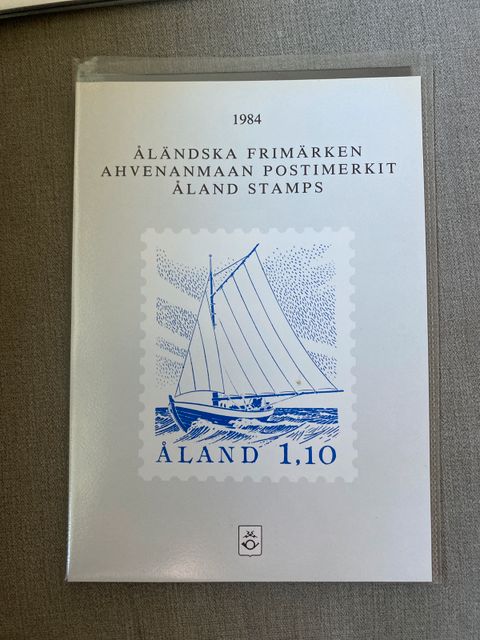 1984
ÅLÄNDSKA FRIMÄRKEN
AHVENANMAAN POSTIMERKIT
ÅLAND STAMPS
ÅLAND 1,10